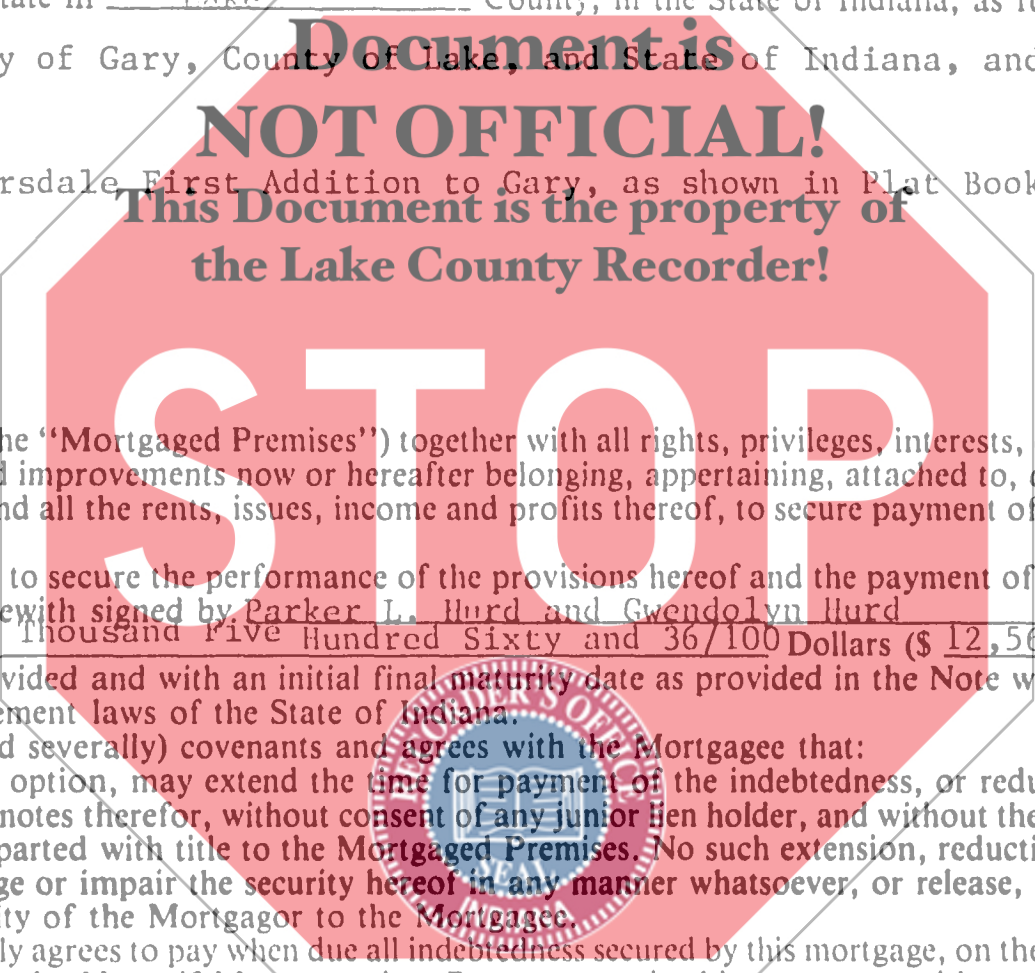 County, in the State of Indiana, as
Document is
y of Gary, County of Lake, and State of Indiana, and
NOT OFFICIAL!
rsdale First Addition to Gary, as shown in Plat Book
This Document is the property of
the Lake County Recorder!
STOP
he “Mortgaged Premises”) together with all rights, privileges, interests,
d improvements now or hereafter belonging, appertaining, attached to,
nd all the rents, issues, income and profits thereof, to secure payment of
to secure the performance of the provisions hereof and the payment of
ewith signed by Parker L. Hurd and Gwendolyn Hurd
Thousand Five Hundred Sixty and 36/100 Dollars ($ 12,56
vided and with an initial final maturity date as provided in the Note w
ement laws of the State of Indiana.
d severally) covenants and agrees with the Mortgagee that:
option, may extend the time for payment of the indebtedness, or redu
notes therefor, without consent of any junior lien holder, and without the
parted with title to the Mortgaged Premises. No such extension, reducti
ge or impair the security hereof in any manner whatsoever, or release,
ity of the Mortgagor to the Mortgagee.
ly agrees to pay when due all indebtedness secured by this mortgage, on the
RECORDER'S OFFICE
SEAL
INDIANA